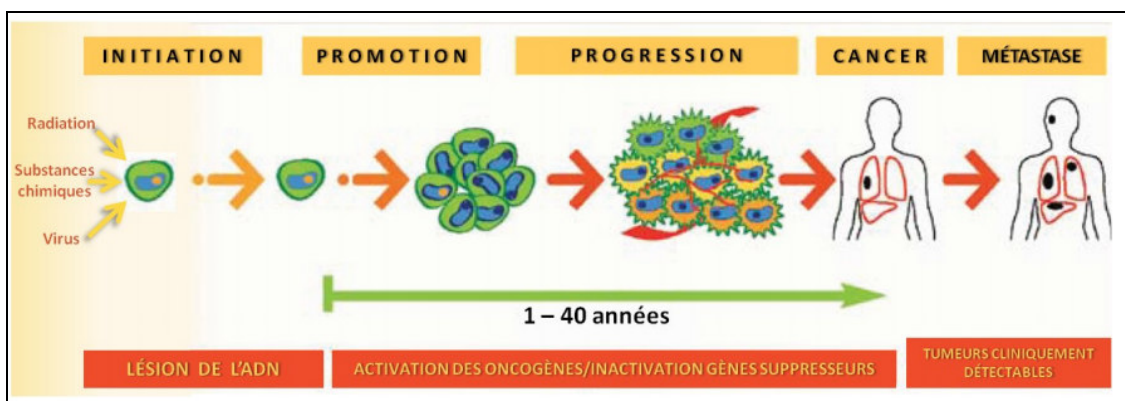 INITIATION
PROMOTION
PROGRESSION
CANCER
MÉTASTASE
Radiation
Substances
chimiques
Virus
1 – 40 années
LÉSION DE L'ADN
ACTIVATION DES ONCOGÈNES/INACTIVATION GÈNES SUPPRESSEURS
TUMEURS CLINIQUEMENT
DÉTECTABLES